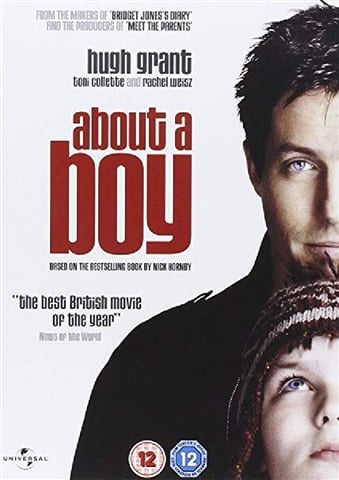 FROM THE MAKERS OF 'BRIDGET JONES'S DIARY'
AND THE PRODUCERS OF 'MEET THE PARENTS'
hugh grant
toni collette and rachel weisz
about a
boy
BASED ON THE BESTSELLING BOOK BY NICK HORNBY
"the best British movie
of the year"
News of the World
UNIVERSAL
12
12